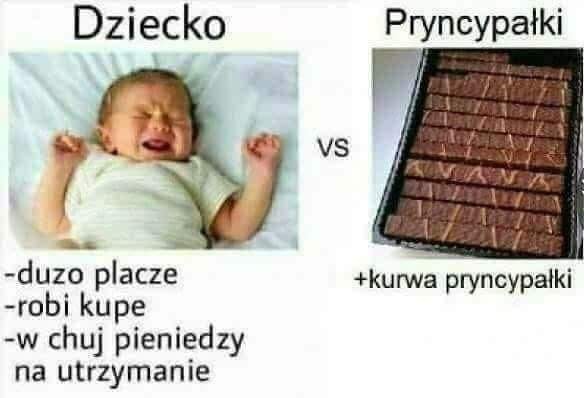 Dziecko
vs
Pryncypałki
-duzo placze
-robi kupe
-w chuj pieniedzy
na utrzymanie
+kurwa pryncypałki